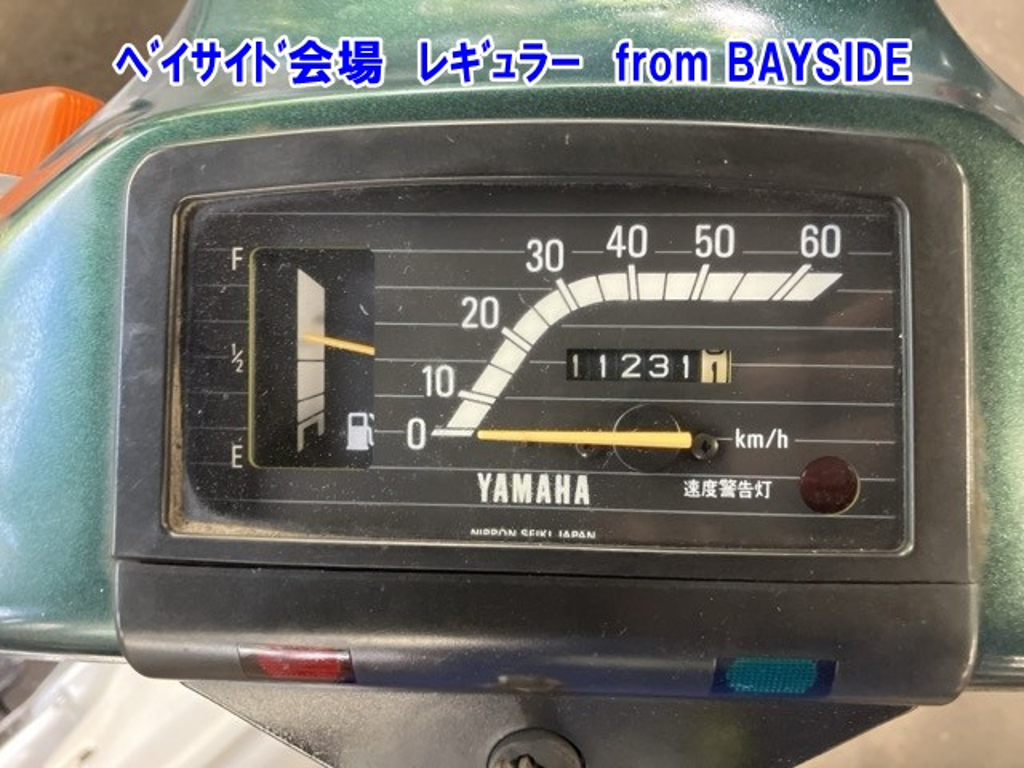 ﾍﾞｲｻｲﾄﾞ会場 ﾚｷﾞｭﾗｰ from BAYSIDE
30 40 50 60
F
20
½
11231 1
10
0
km/h
E
YAMAHA 速度警告灯
NIPPON SEIKI JAPAN